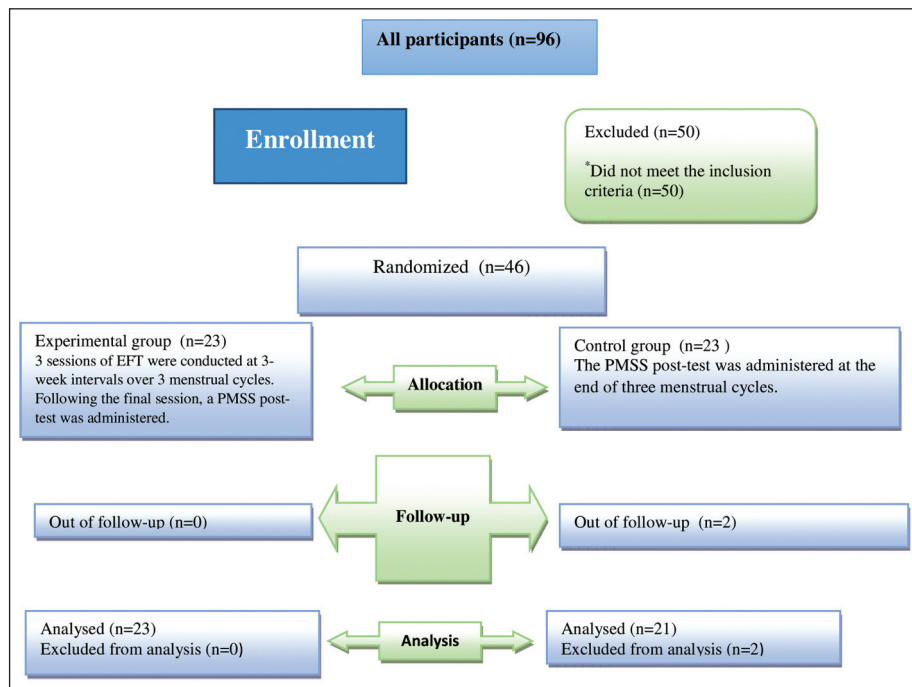 All participants (n=96)
Enrollment
Excluded (n=50)
*Did not meet the inclusion
criteria (n=50)
Randomized (n=46)
Experimental group (n=23)
3 sessions of EFT were conducted at 3-
week intervals over 3 menstrual cycles.
Following the final session, a PMSS post-
test was administered.
Allocation
Control group (n=23 )
The PMSS post-test was administered at the
end of three menstrual cycles.
Out of follow-up (n=0)
Follow-up
Out of follow-up (n=2)
Analysed (n=23)
Excluded from analysis (n=0)
Analysis
Analysed (n=21)
Excluded from analysis (n=2)